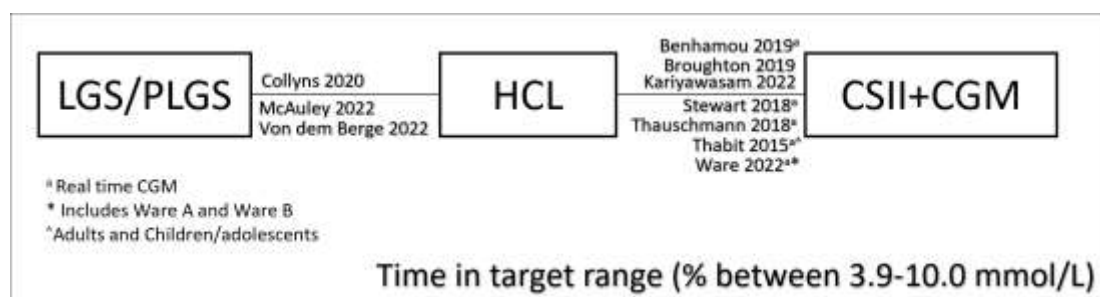 LGS/PLGS
Collyns 2020
McAuley 2022
Von dem Berge 2022
HCL
Benhamou 2019ᵃ
Broughton 2019
Kariyawasam 2022
Stewart 2018ᵃ
Thauschmann 2018ᵃ
Thabit 2015ᵃ^
Ware 2022ᵃ*
CSII+CGM
ᵃ Real time CGM
* Includes Ware A and Ware B
^Adults and Children/adolescents
Time in target range (% between 3.9-10.0 mmol/L)